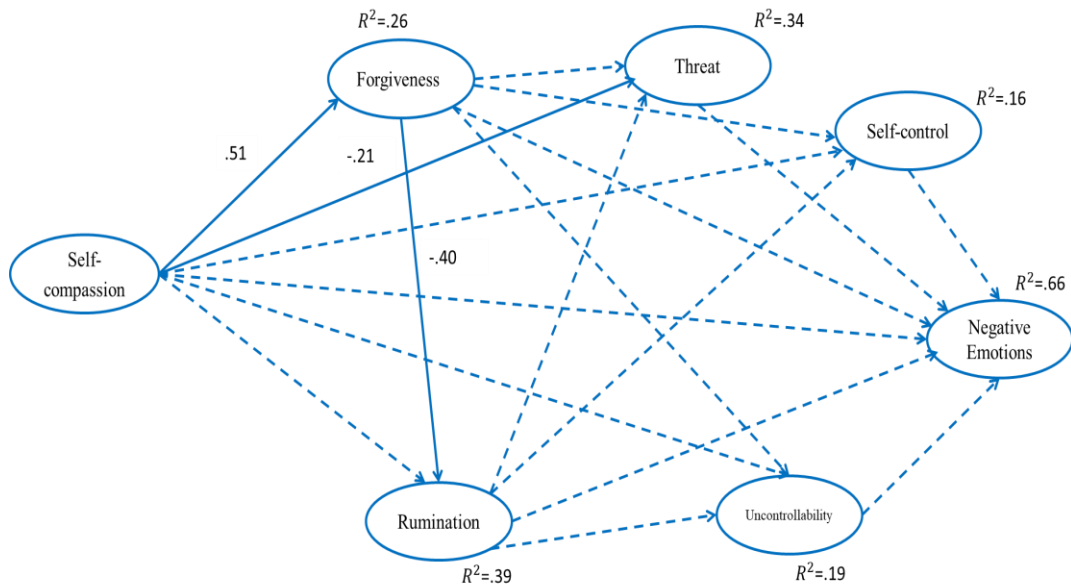 R²=.26
Forgiveness
R²=.34
Threat
R²=.16
Self-control
.51
-.21
-.40
Self-
compassion
R²=.66
Negative
Emotions
Rumination
R²=.39
Uncontrollability
R²=.19